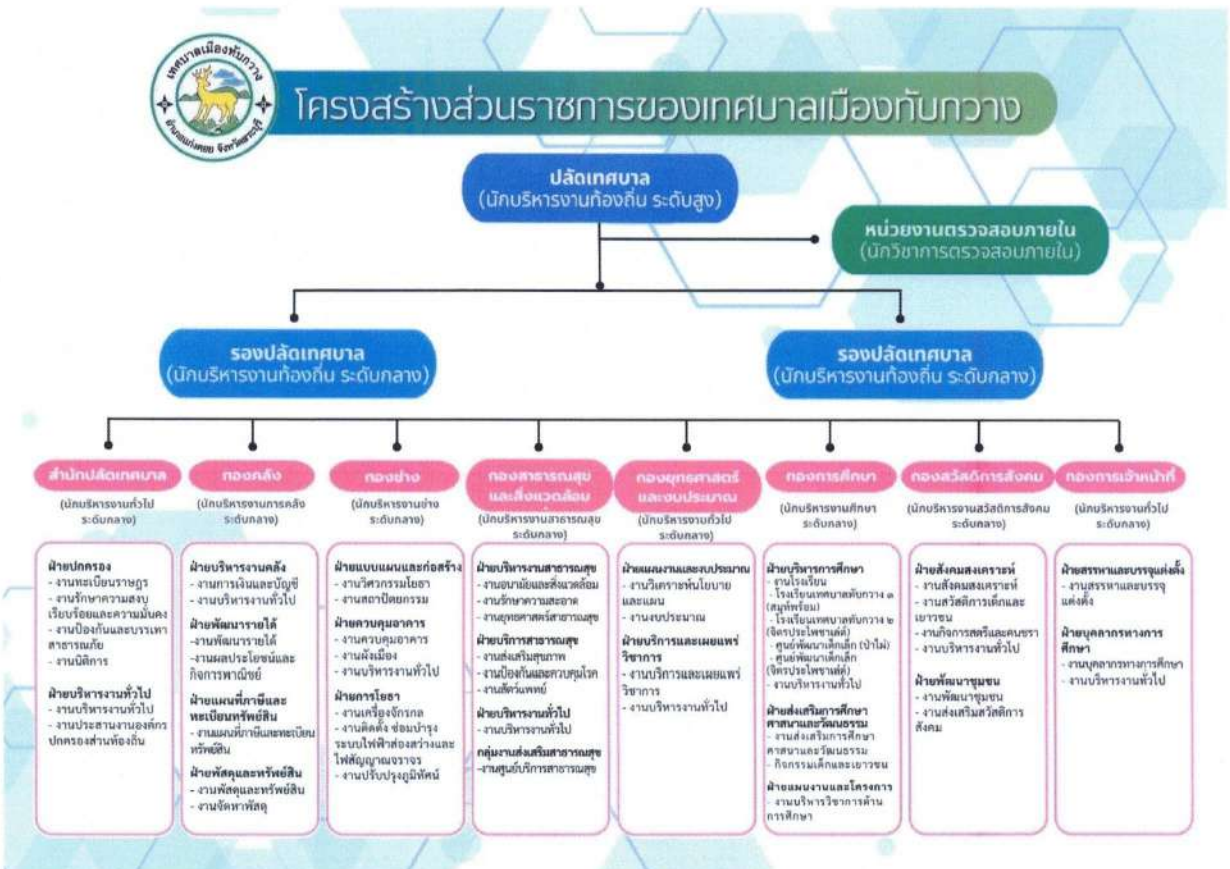 เทศบาลเมืองทับกวาง
อำเภอแก่งคอย จังหวัดสระบุรี
โครงสร้างส่วนราชการของเทศบาลเมืองทับกวาง
ปลัดเทศบาล
(นักบริหารงานท้องถิ่น ระดับสูง)
หน่วยงานตรวจสอบภายใน
(นักวิชาการตรวจสอบภายใน)
รองปลัดเทศบาล
(นักบริหารงานท้องถิ่น ระดับกลาง)
รองปลัดเทศบาล
(นักบริหารงานท้องถิ่น ระดับกลาง)
สำนักปลัดเทศบาล
(นักบริหารงานทั่วไป
ระดับกลาง)
ฝ่ายปกครอง
- งานทะเบียนราษฎร
- งานรักษาความสงบ
เรียบร้อยและความมั่นคง
- งานป้องกันและบรรเทา
สาธารณภัย
- งานนิติการ
ฝ่ายบริหารงานทั่วไป
- งานบริหารงานทั่วไป
- งานประสานงานองค์กร
ปกครองส่วนท้องถิ่น
กองคลัง
(นักบริหารงานการคลัง
ระดับกลาง)
ฝ่ายบริหารงานคลัง
- งานการเงินและบัญชี
- งานบริหารงานทั่วไป
ฝ่ายพัฒนารายได้
-งานพัฒนารายได้
-งานผลประโยชน์และ
กิจการพาณิชย์
ฝ่ายแผนที่ภาษีและ
ทะเบียนทรัพย์สิน
-งานแผนที่ภาษีและทะเบียน
ทรัพย์สิน
ฝ่ายพัสดุและทรัพย์สิน
- งานพัสดุและทรัพย์สิน
- งานจัดหาพัสดุ
กองช่าง
(นักบริหารงานช่าง
ระดับกลาง)
ฝ่ายแบบแผนและก่อสร้าง
- งานวิศวกรรมโยธา
- งานสถาปัตยกรรม
ฝ่ายควบคุมอาคาร
- งานควบคุมอาคาร
- งานผังเมือง
- งานบริหารงานทั่วไป
ฝ่ายการโยธา
- งานเครื่องจักรกล
- งานติดตั้ง ซ่อมบำรุง
ระบบไฟฟ้าส่องสว่างและ
ไฟสัญญาณจราจร
- งานปรับปรุงภูมิทัศน์
กองสาธารณสุข
และสิ่งแวดล้อม
(นักบริหารงานสาธารณสุข
ระดับกลาง)
ฝ่ายบริหารงานสาธารณสุข
-งานอนามัยและสิ่งแวดล้อม
-งานรักษาความสะอาด
-งานยุทธศาสตร์สาธารณสุข
ฝ่ายบริการสาธารณสุข
-งานส่งเสริมสุขภาพ
-งานป้องกันและควบคุมโรค
-งานสัตวแพทย์
ฝ่ายบริหารงานทั่วไป
-งานบริหารงานทั่วไป
กลุ่มงานส่งเสริมสาธารณสุข
-งานศูนย์บริการสาธารณสุข
กองยุทธศาสตร์
และงบประมาณ
(นักบริหารงานทั่วไป
ระดับกลาง)
ฝ่ายแผนงานและงบประมาณ
- งานวิเคราะห์นโยบาย
และแผน
- งานงบประมาณ
ฝ่ายบริการและเผยแพร่
วิชาการ
- งานบริการและเผยแพร่
วิชาการ
- งานบริหารงานทั่วไป
กองการศึกษา
(นักบริหารงานศึกษา
ระดับกลาง)
ฝ่ายบริหารการศึกษา
- งานโรงเรียน
- โรงเรียนเทศบาลทับกวาง ๑
(สมุห์พร้อม)
- โรงเรียนเทศบาลทับกวาง ๒
- ศูนย์พัฒนาเด็กเล็ก (ป่าไผ่)
- ศูนย์พัฒนาเด็กเล็ก
- งานบริหารงานทั่วไป
ฝ่ายส่งเสริมการศึกษา
ศาสนาและวัฒนธรรม
- งานส่งเสริมการศึกษา
ศาสนาและวัฒนธรรม
- กิจกรรมเด็กและเยาวชน
ฝ่ายแผนงานและโครงการ
- งานบริหารวิชาการด้าน
การศึกษา
กองสวัสดิการสังคม
(นักบริหารงานสวัสดิการสังคม
ระดับกลาง)
ฝ่ายสังคมสงเคราะห์
- งานสังคมสงเคราะห์
- งานสวัสดิการเด็กและ
เยาวชน
- งานกิจการสตรีและคนชรา
- งานบริหารงานทั่วไป
ฝ่ายพัฒนาชุมชน
- งานพัฒนาชุมชน
- งานส่งเสริมสวัสดิการ
สังคม
กองการเจ้าหน้าที่
(นักบริหารงานทั่วไป
ระดับกลาง)
ฝ่ายสรรหาและบรรจุแต่งตั้ง
- งานสรรหาและบรรจุ
แต่งตั้ง
ฝ่ายบุคลากรทางการ
ศึกษา
-งานบุคลากรทางการศึกษา
-งานบริหารงานทั่วไป